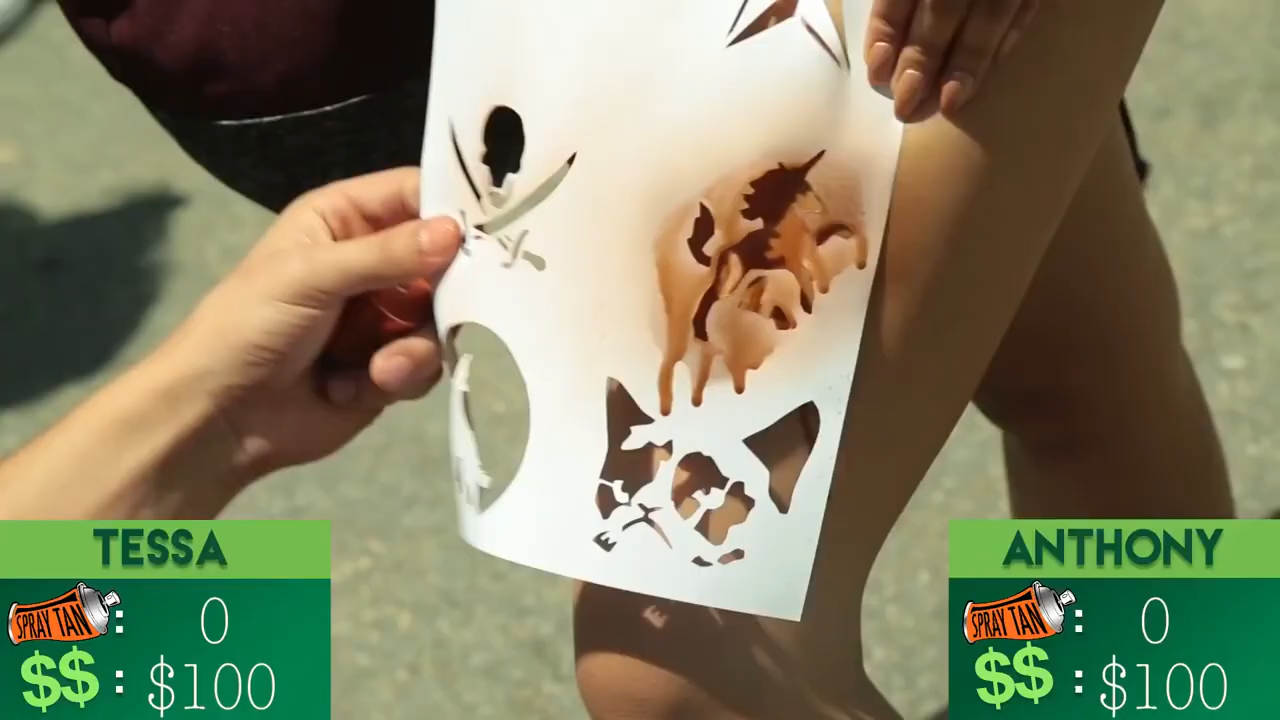 TESSA
SPRAY TAN : 0
$$ : $100
ANTHONY
SPRAY TAN : 0
$$ : $100